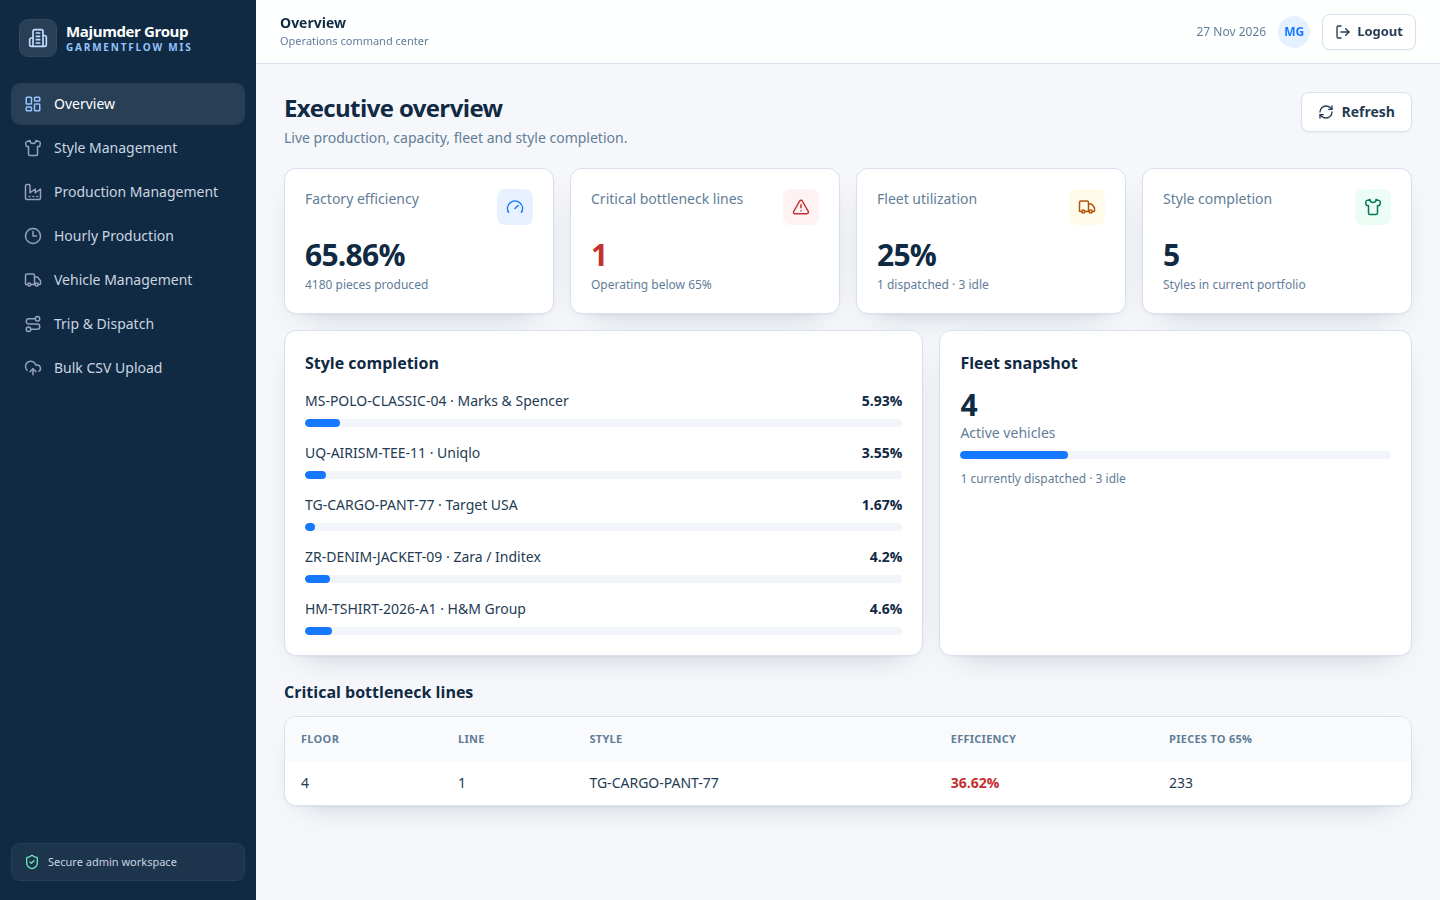 Majumder Group
GARMENTFLOW MIS
Overview
Style Management
Production Management
Hourly Production
Vehicle Management
Trip & Dispatch
Bulk CSV Upload
Secure admin workspace
Overview
Operations command center
27 Nov 2026
MG
Logout
Executive overview
Live production, capacity, fleet and style completion.
Refresh
Factory efficiency
65.86%
4180 pieces produced
Critical bottleneck lines
1
Operating below 65%
Fleet utilization
25%
1 dispatched · 3 idle
Style completion
5
Styles in current portfolio
Style completion
MS-POLO-CLASSIC-04 · Marks & Spencer 5.93%
UQ-AIRISM-TEE-11 · Uniqlo 3.55%
TG-CARGO-PANT-77 · Target USA 1.67%
ZR-DENIM-JACKET-09 · Zara / Inditex 4.2%
HM-TSHIRT-2026-A1 · H&M Group 4.6%
Fleet snapshot
4
Active vehicles
1 currently dispatched · 3 idle
Critical bottleneck lines
FLOOR LINE STYLE EFFICIENCY PIECES TO 65%
4 1 TG-CARGO-PANT-77 36.62% 233